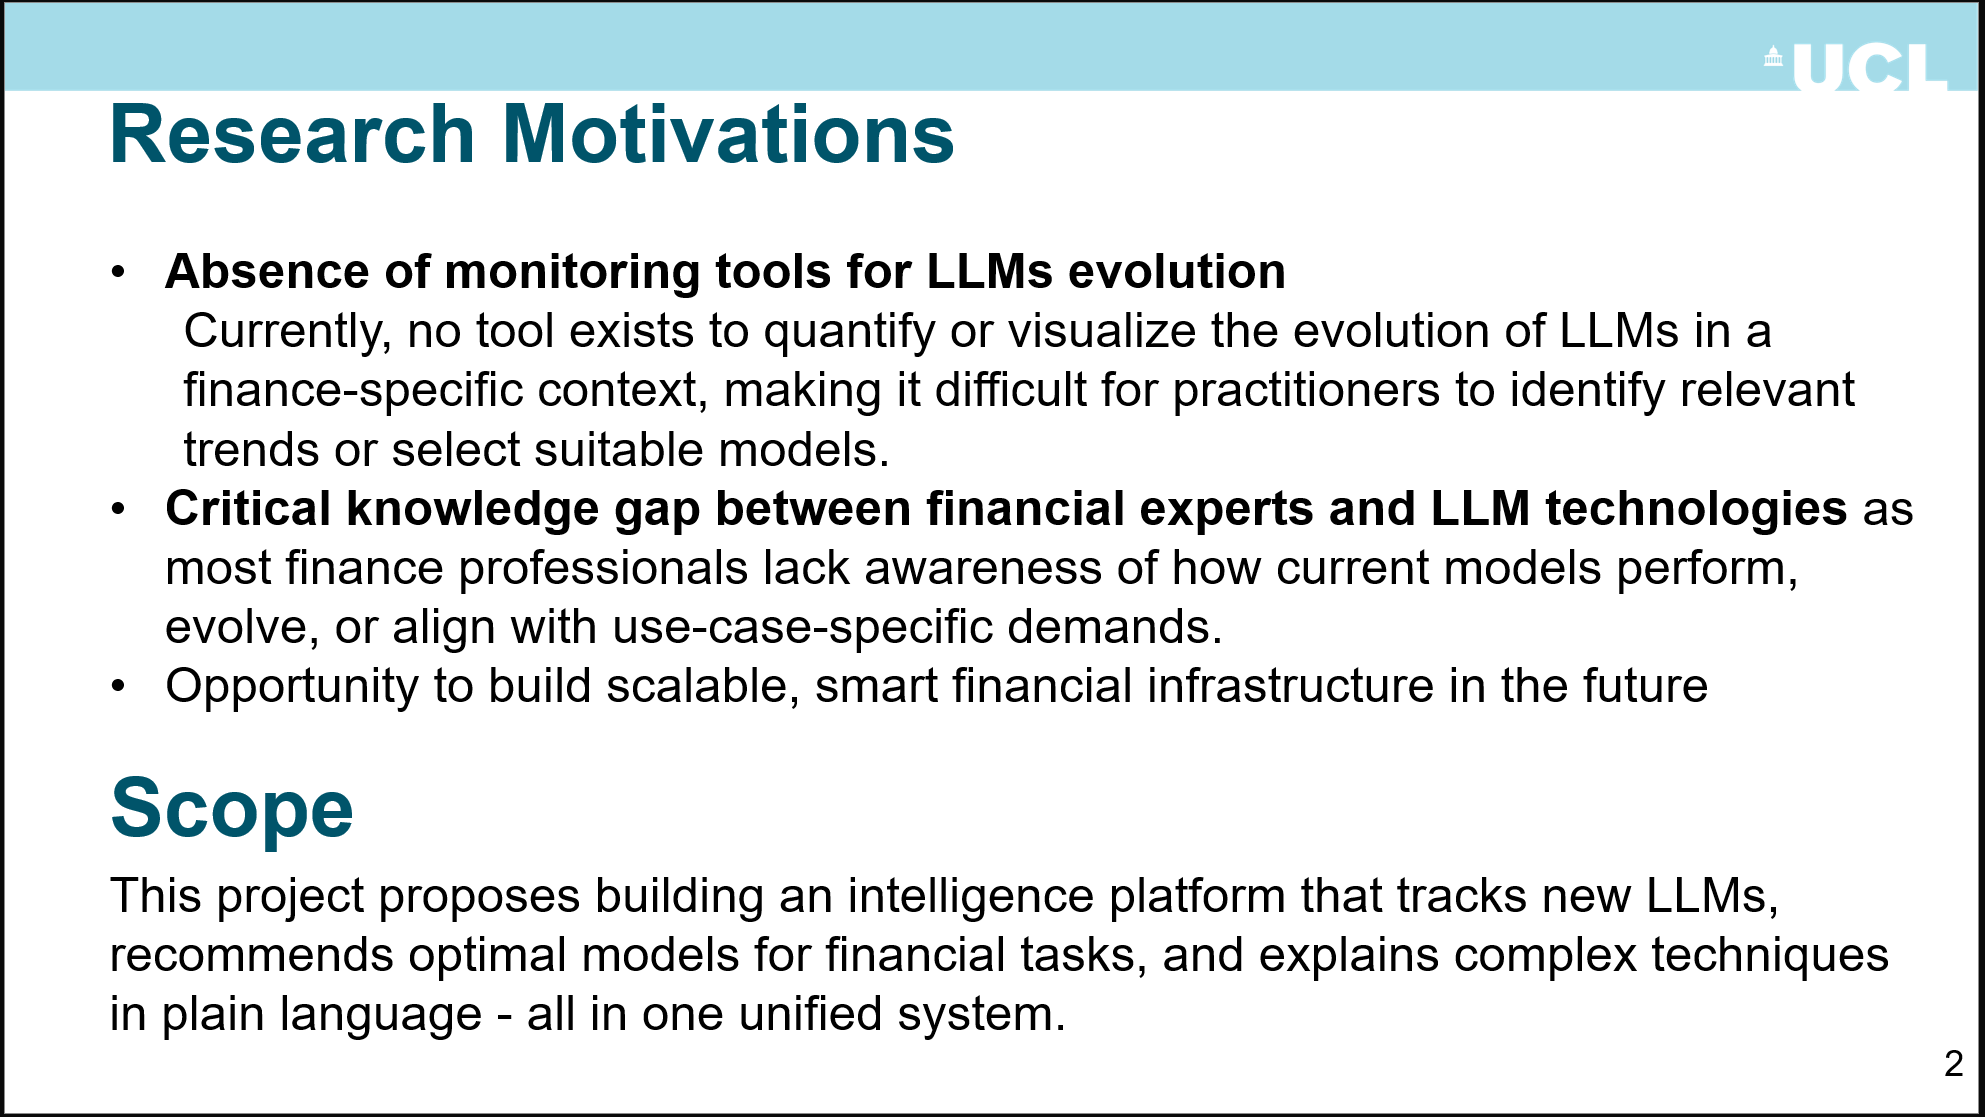 UCL
Research Motivations
• Absence of monitoring tools for LLMs evolution
Currently, no tool exists to quantify or visualize the evolution of LLMs in a
finance-specific context, making it difficult for practitioners to identify relevant
trends or select suitable models.
• Critical knowledge gap between financial experts and LLM technologies as
most finance professionals lack awareness of how current models perform,
evolve, or align with use-case-specific demands.
• Opportunity to build scalable, smart financial infrastructure in the future
Scope
This project proposes building an intelligence platform that tracks new LLMs,
recommends optimal models for financial tasks, and explains complex techniques
in plain language - all in one unified system.
2